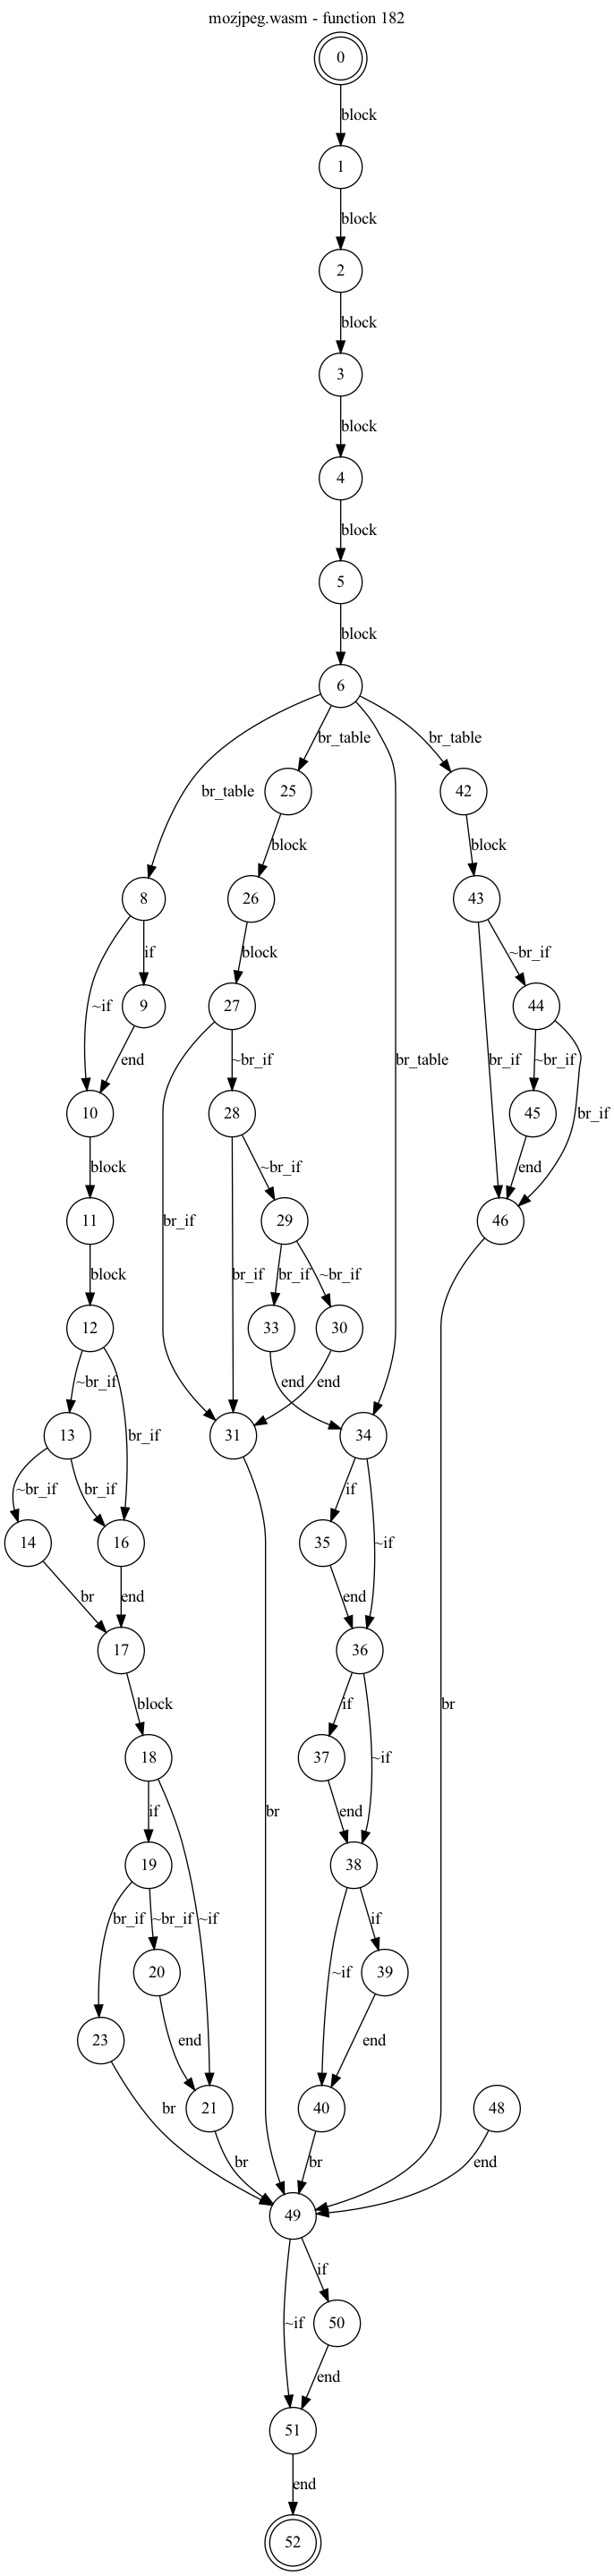 mozjpeg.wasm - function 182
0
block
1
block
2
block
3
block
4
block
5
block
6
br_table
br_table
br_table
25
42
br_table
block
block
8
26
43
if
block
~br_if
~if
9
27
44
end
~br_if
br_table
br_if
~br_if
br_if
10
28
45
block
~br_if
end
11
29
46
br_if
block
br_if
br_if
~br_if
12
33
30
~br_if
end
end
13
br_if
31
34
~br_if
br_if
if
~if
14
16
35
br
end
end
17
36
block
if
br
~if
18
37
if
br
end
19
38
br_if
~br_if
~if
~if
if
20
39
23
end
end
br
21
40
48
br
br
end
49
if
~if
50
end
51
end
52